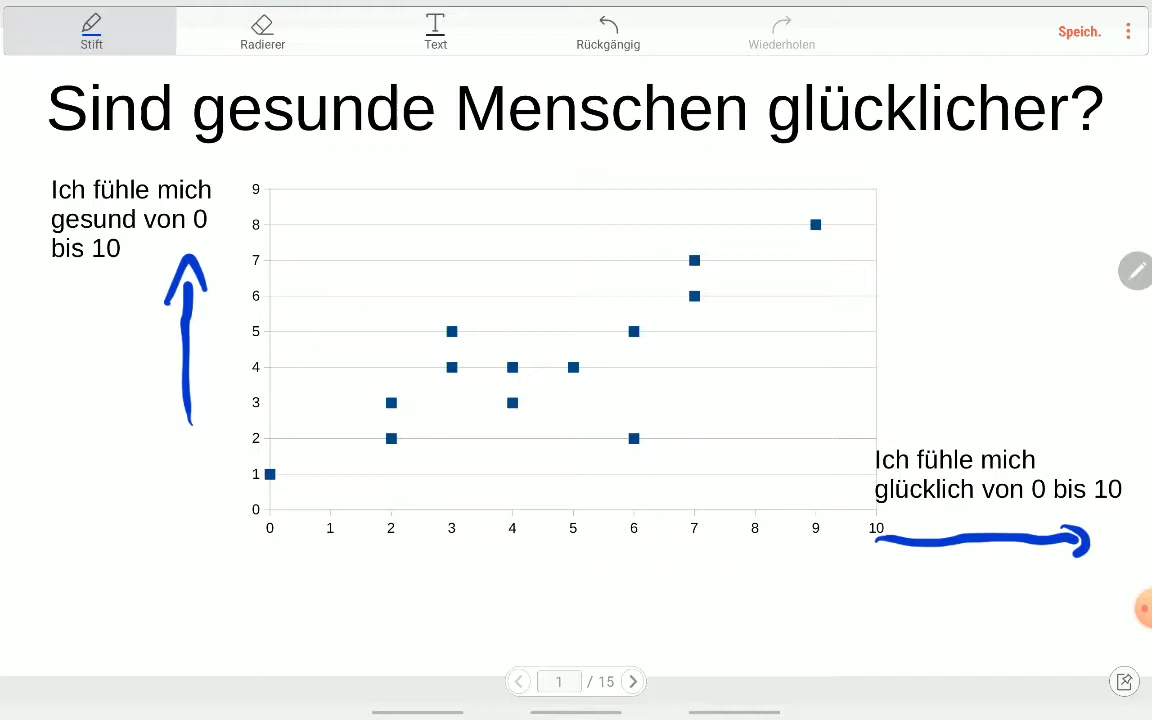 Stift
Radierer
Text
Rückgängig
Wiederholen
Speich.
Sind gesunde Menschen glücklicher?
Ich fühle mich
gesund von 0
bis 10
9
8
7
6
5
4
3
2
1
0
0 1 2 3 4 5 6 7 8 9 10
Ich fühle mich
glücklich von 0 bis 10
1 / 15